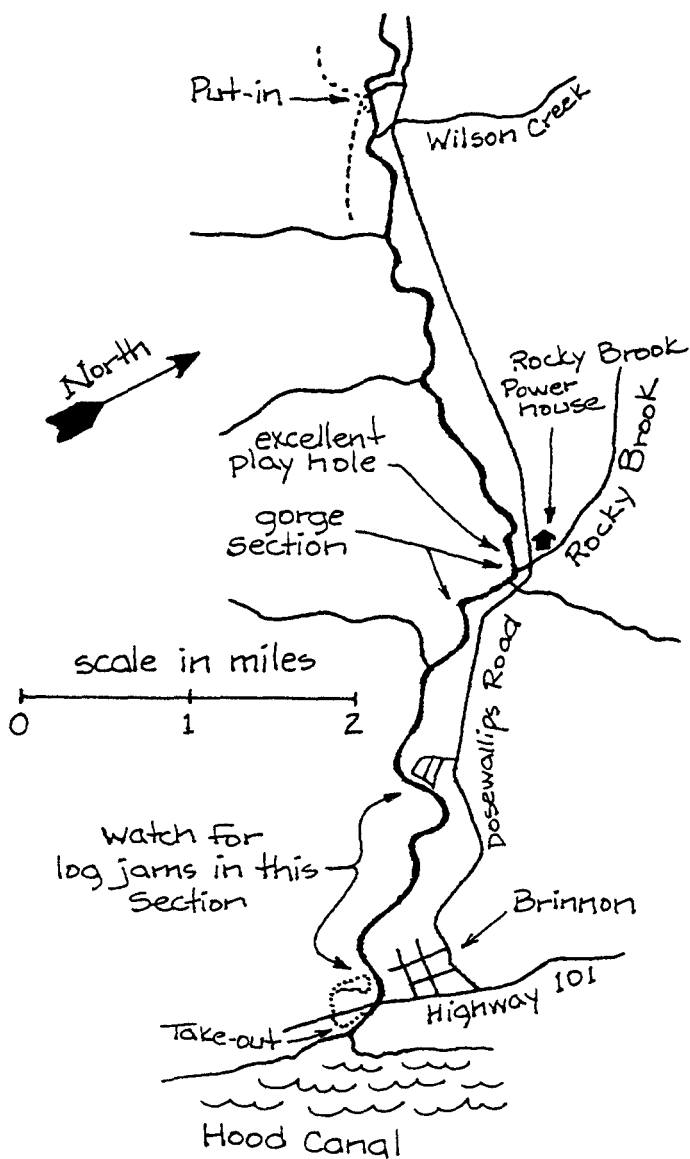 Put-in
Wilson Creek
North
Rocky Brook
Power
house
Rocky Brook
excellent
play hole
gorge
section
scale in miles
0 1 2
Dosewallips Road
Watch for
log jams in this
Section
Brinnon
Highway 101
Take-out
Hood Canal